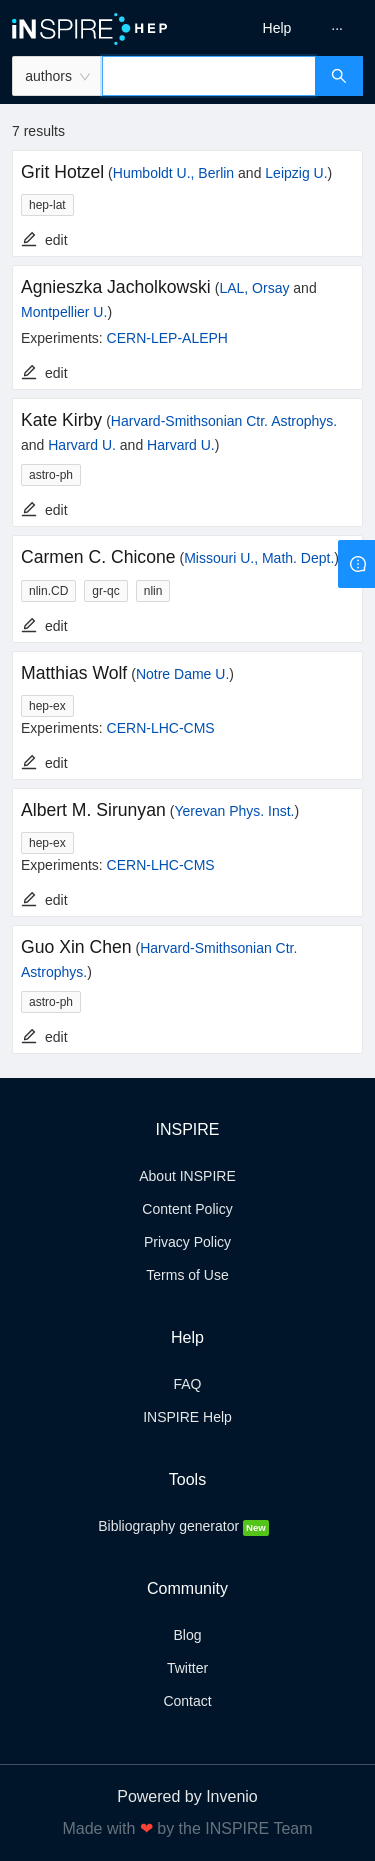 iNSPIRE HEP
Help
...
authors
7 results
Grit Hotzel (Humboldt U., Berlin and Leipzig U.)
hep-lat
edit
Agnieszka Jacholkowski (LAL, Orsay and
Montpellier U.)
Experiments: CERN-LEP-ALEPH
edit
Kate Kirby (Harvard-Smithsonian Ctr. Astrophys.
and Harvard U. and Harvard U.)
astro-ph
edit
Carmen C. Chicone (Missouri U., Math. Dept.)
nlin.CD gr-qc nlin
edit
Matthias Wolf (Notre Dame U.)
hep-ex
Experiments: CERN-LHC-CMS
edit
Albert M. Sirunyan (Yerevan Phys. Inst.)
hep-ex
Experiments: CERN-LHC-CMS
edit
Guo Xin Chen (Harvard-Smithsonian Ctr.
Astrophys.)
astro-ph
edit
INSPIRE
About INSPIRE
Content Policy
Privacy Policy
Terms of Use
Help
FAQ
INSPIRE Help
Tools
Bibliography generator New
Community
Blog
Twitter
Contact
Powered by Invenio
Made with ❤ by the INSPIRE Team